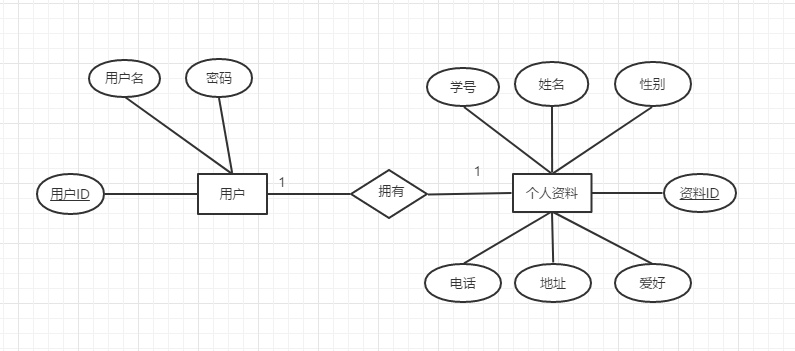 用户名
密码
学号
姓名
性别
用户ID
用户
1
拥有
1
个人资料
资料ID
电话
地址
爱好